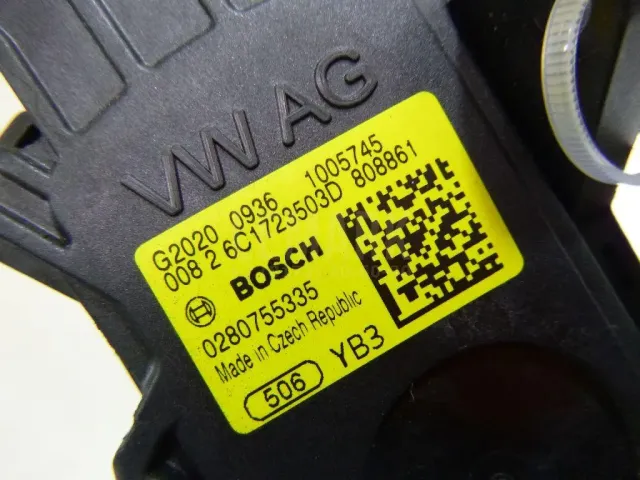 VW AG
G2020 0936 1005745
008 2 6C1723503D 808861
BOSCH
0280755335
Made in Czech Republic
506 YB3